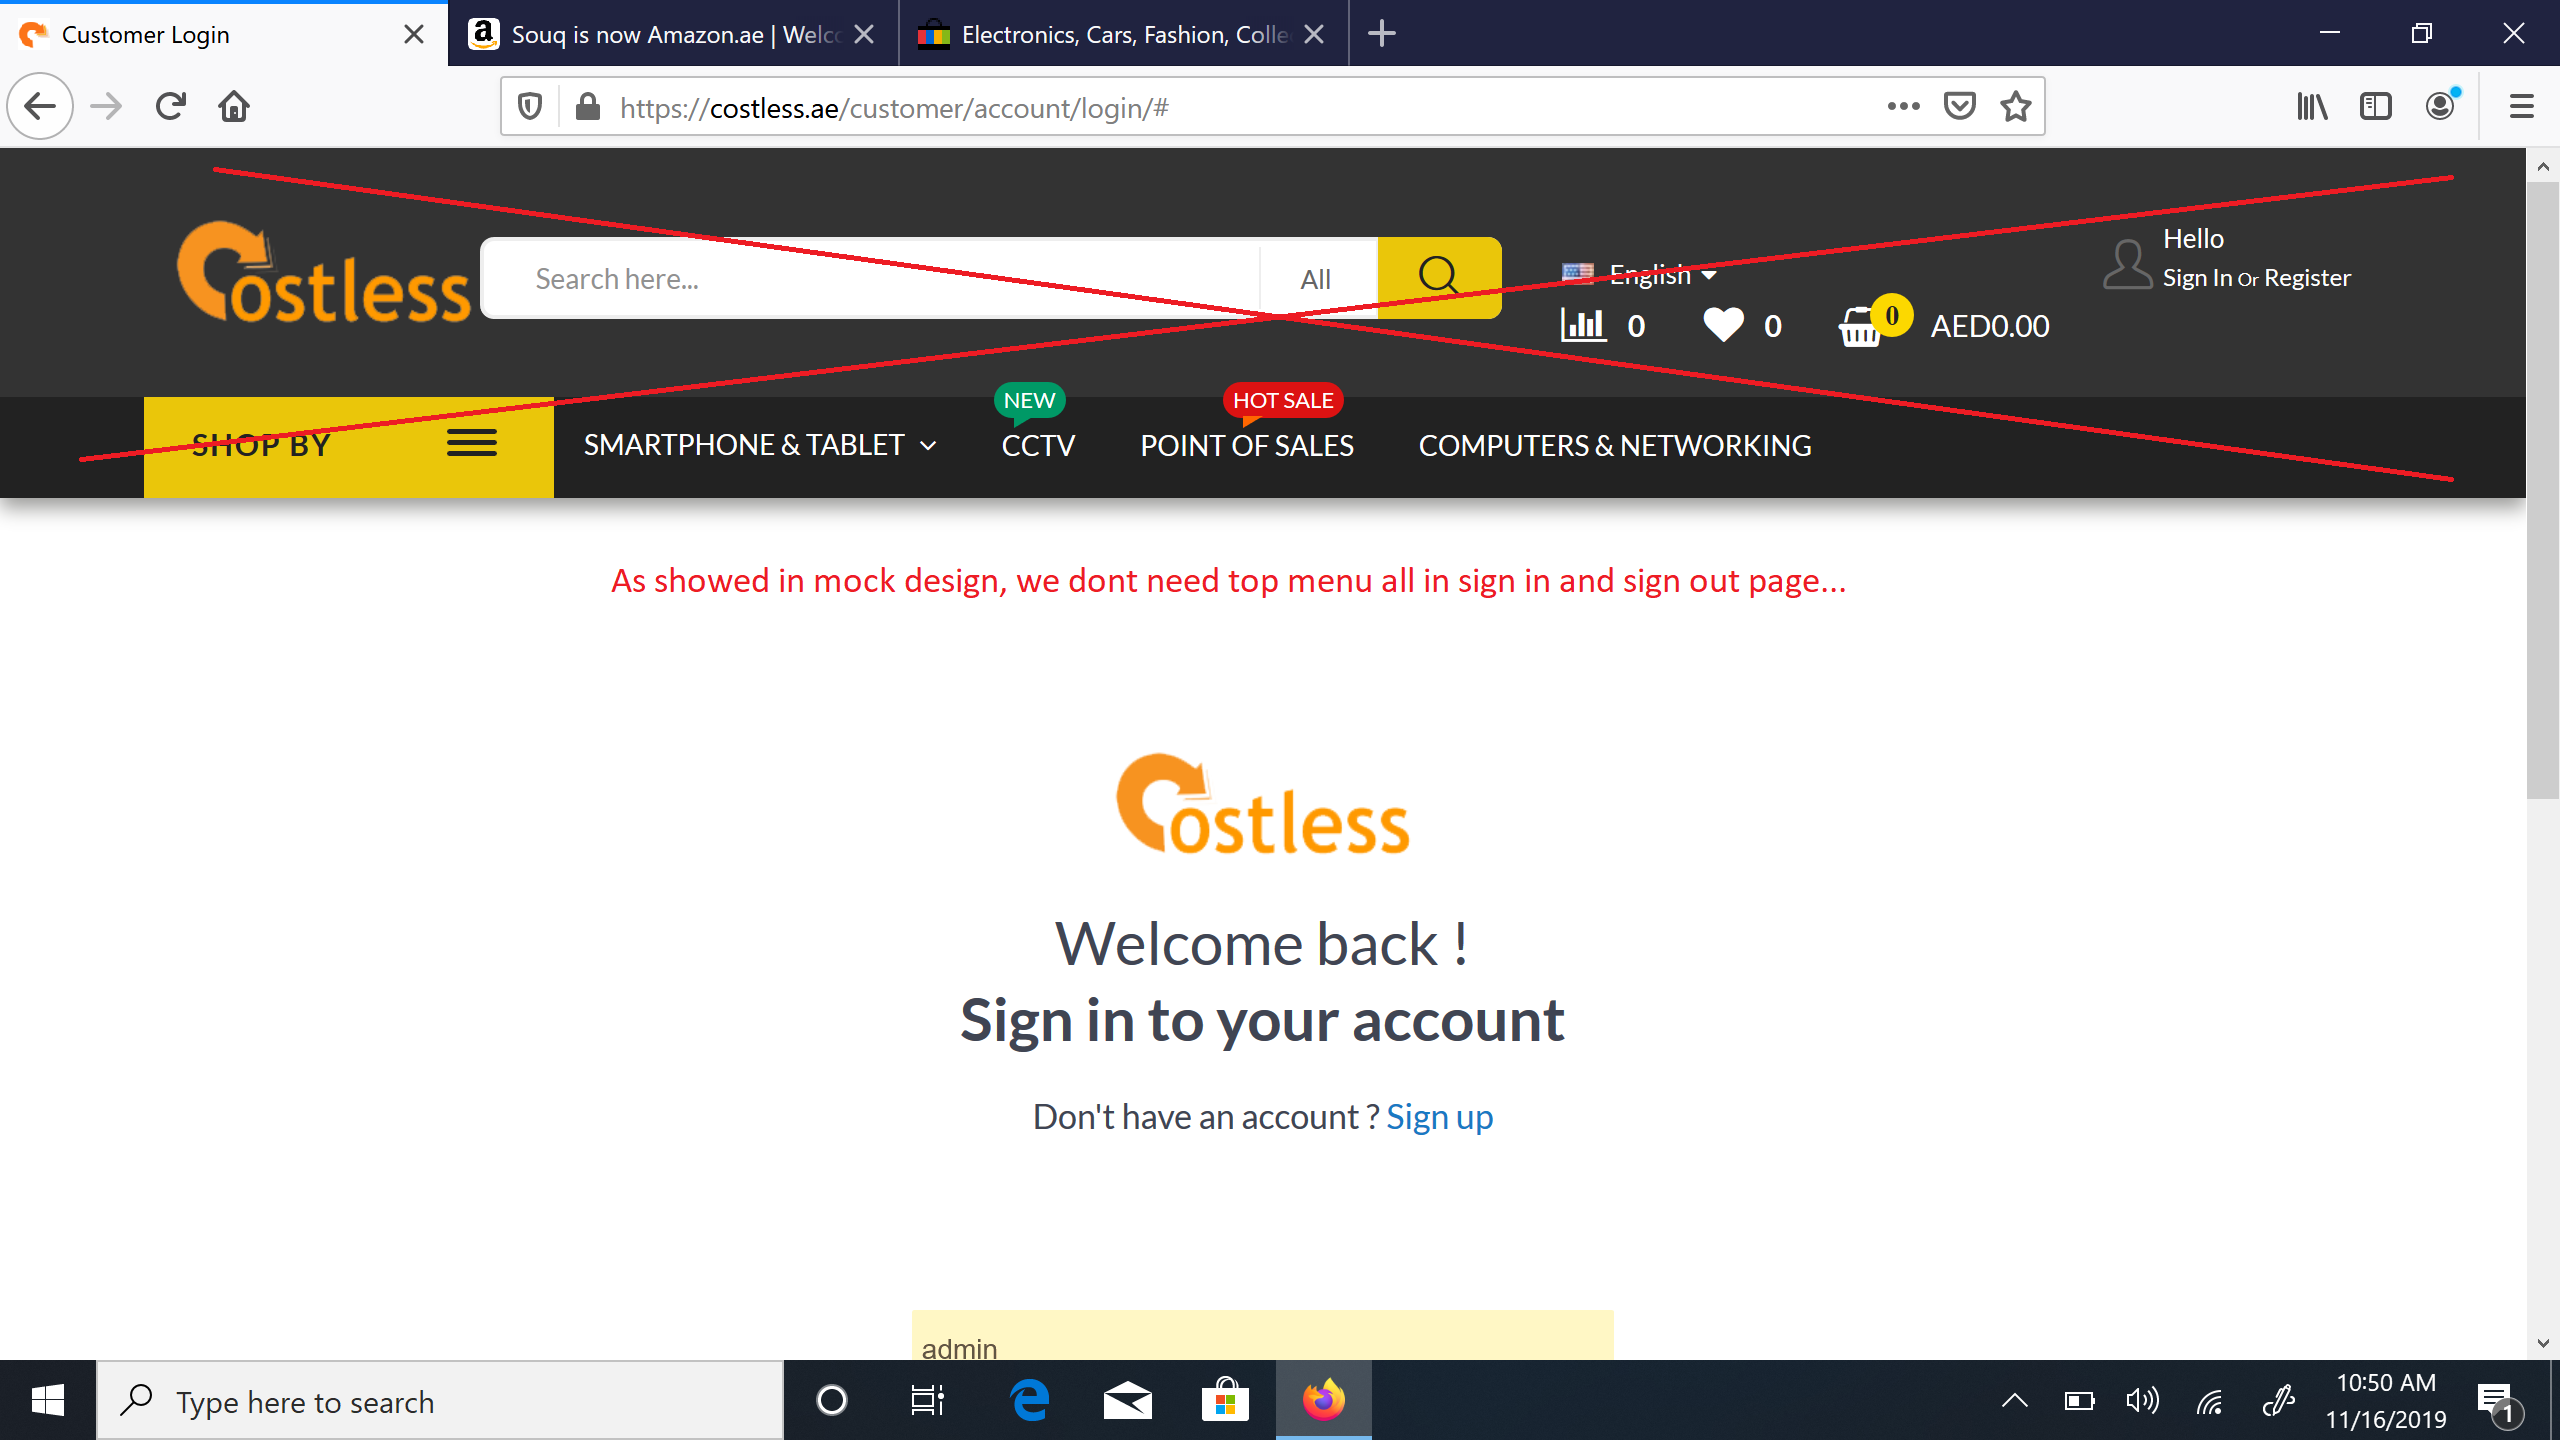 Customer Login
Souq is now Amazon.ae | Welco
Electronics, Cars, Fashion, Colle
https://costless.ae/customer/account/login/#
Costless
Search here...
All
English
Hello
Sign In Or Register
0
0
0
AED0.00
NEW
HOT SALE
SHOP BY
SMARTPHONE & TABLET
CCTV
POINT OF SALES
COMPUTERS & NETWORKING
As showed in mock design, we dont need top menu all in sign in and sign out page...
Costless
Welcome back !
Sign in to your account
Don't have an account ? Sign up
admin
Type here to search
10:50 AM
11/16/2019
1